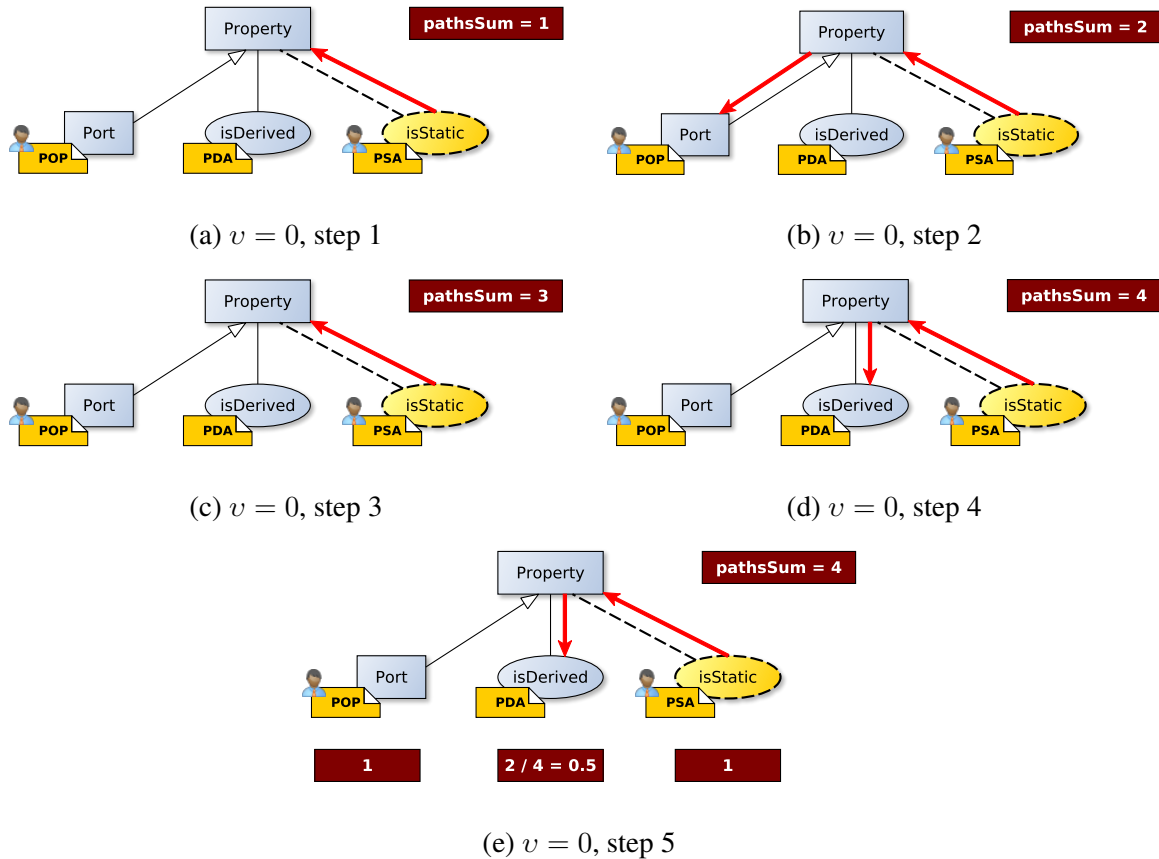 Property
pathsSum = 1
Port
isDerived
isStatic
POP
PDA
PSA
(a) υ = 0, step 1
Property
pathsSum = 2
Port
isDerived
isStatic
POP
PDA
PSA
(b) υ = 0, step 2
Property
pathsSum = 3
Port
isDerived
isStatic
POP
PDA
PSA
(c) υ = 0, step 3
Property
pathsSum = 4
Port
isDerived
isStatic
POP
PDA
PSA
(d) υ = 0, step 4
Property
pathsSum = 4
Port
isDerived
isStatic
POP
PDA
PSA
1
2 / 4 = 0.5
1
(e) υ = 0, step 5